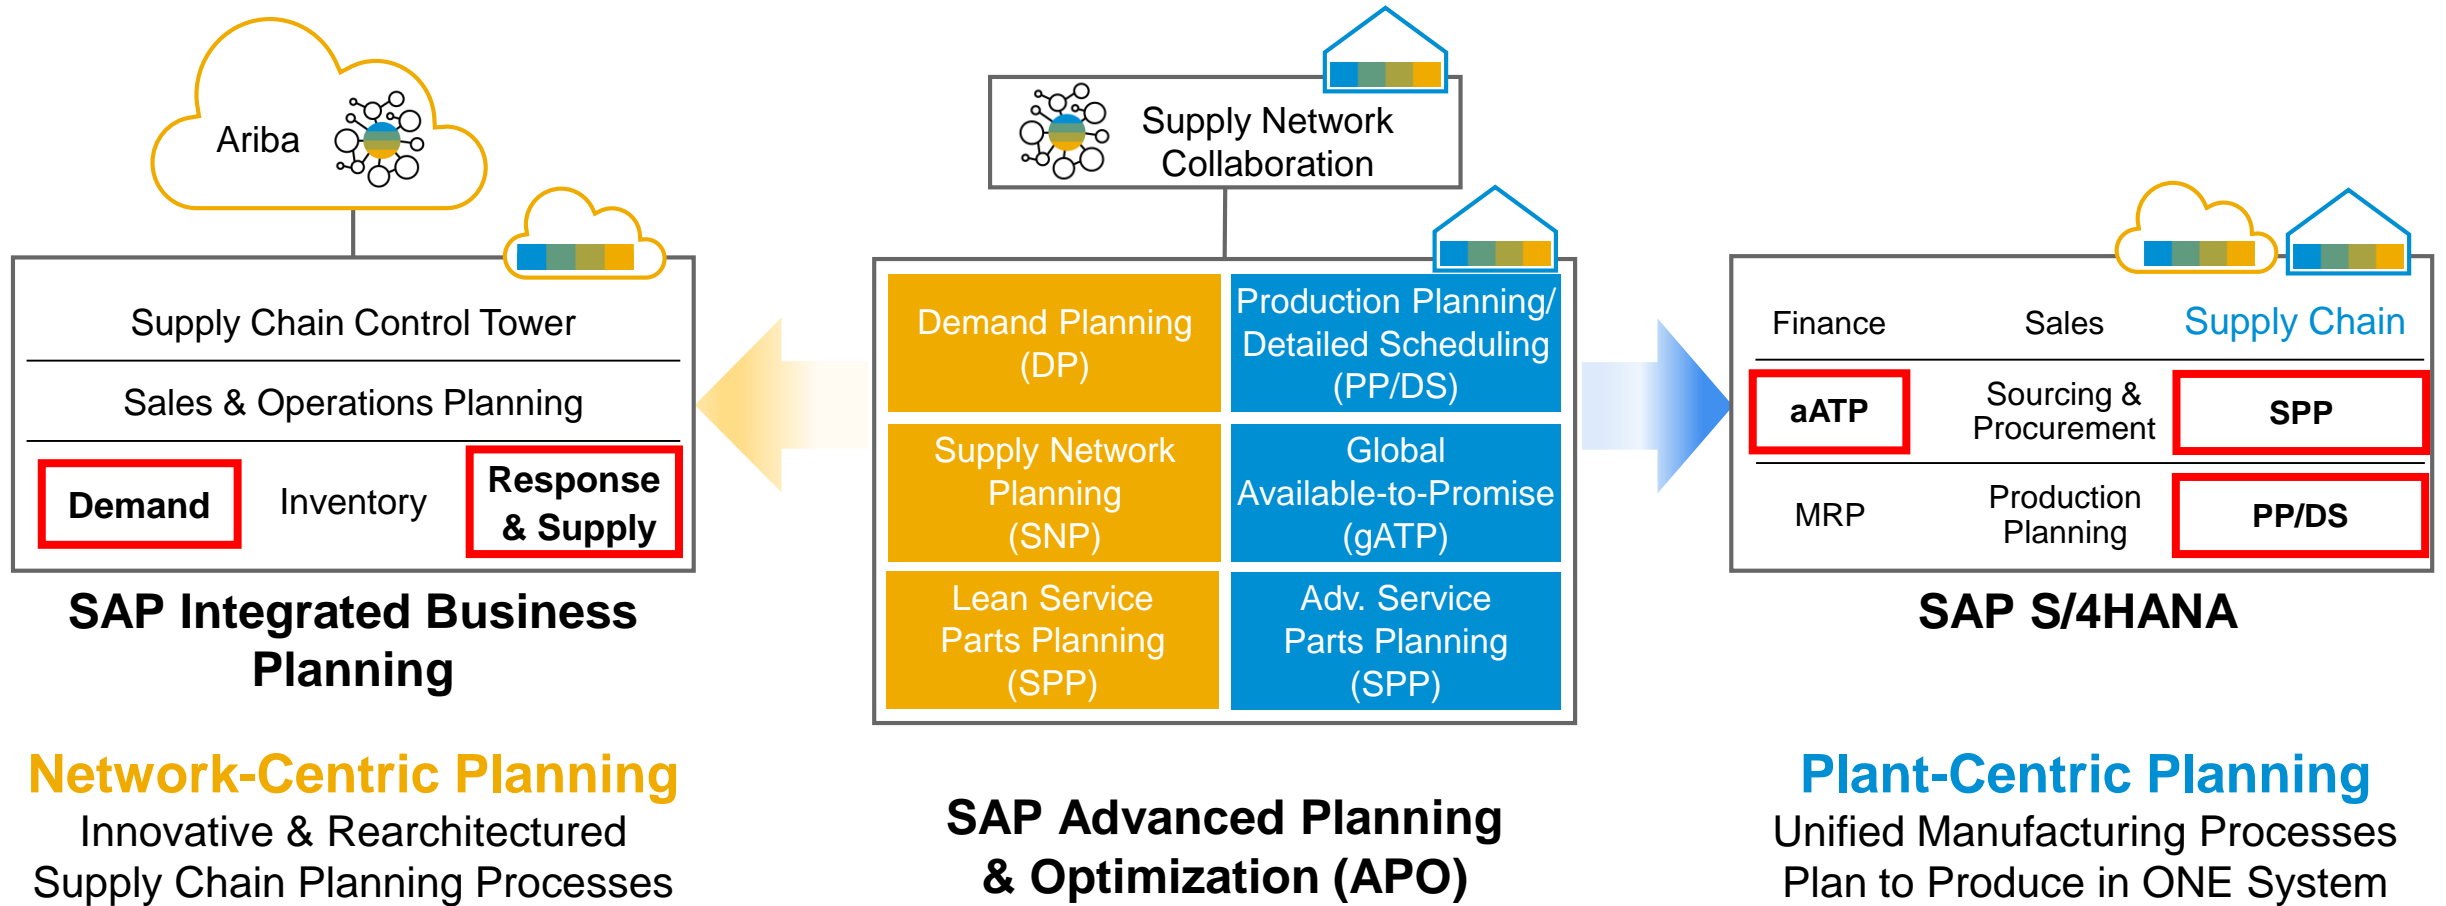 Ariba
Supply Chain Control Tower
Sales & Operations Planning
Demand
Inventory
Response
& Supply
SAP Integrated Business
Planning
Network-Centric Planning
Innovative & Rearchitectured
Supply Chain Planning Processes
Supply Network
Collaboration
Demand Planning
(DP)
Production Planning/
Detailed Scheduling
(PP/DS)
Supply Network
Planning
(SNP)
Global
Available-to-Promise
(gATP)
Lean Service
Parts Planning
(SPP)
Adv. Service
Parts Planning
(SPP)
SAP Advanced Planning
& Optimization (APO)
Finance
Sales
Supply Chain
aATP
Sourcing &
Procurement
SPP
MRP
Production
Planning
PP/DS
SAP S/4HANA
Plant-Centric Planning
Unified Manufacturing Processes
Plan to Produce in ONE System